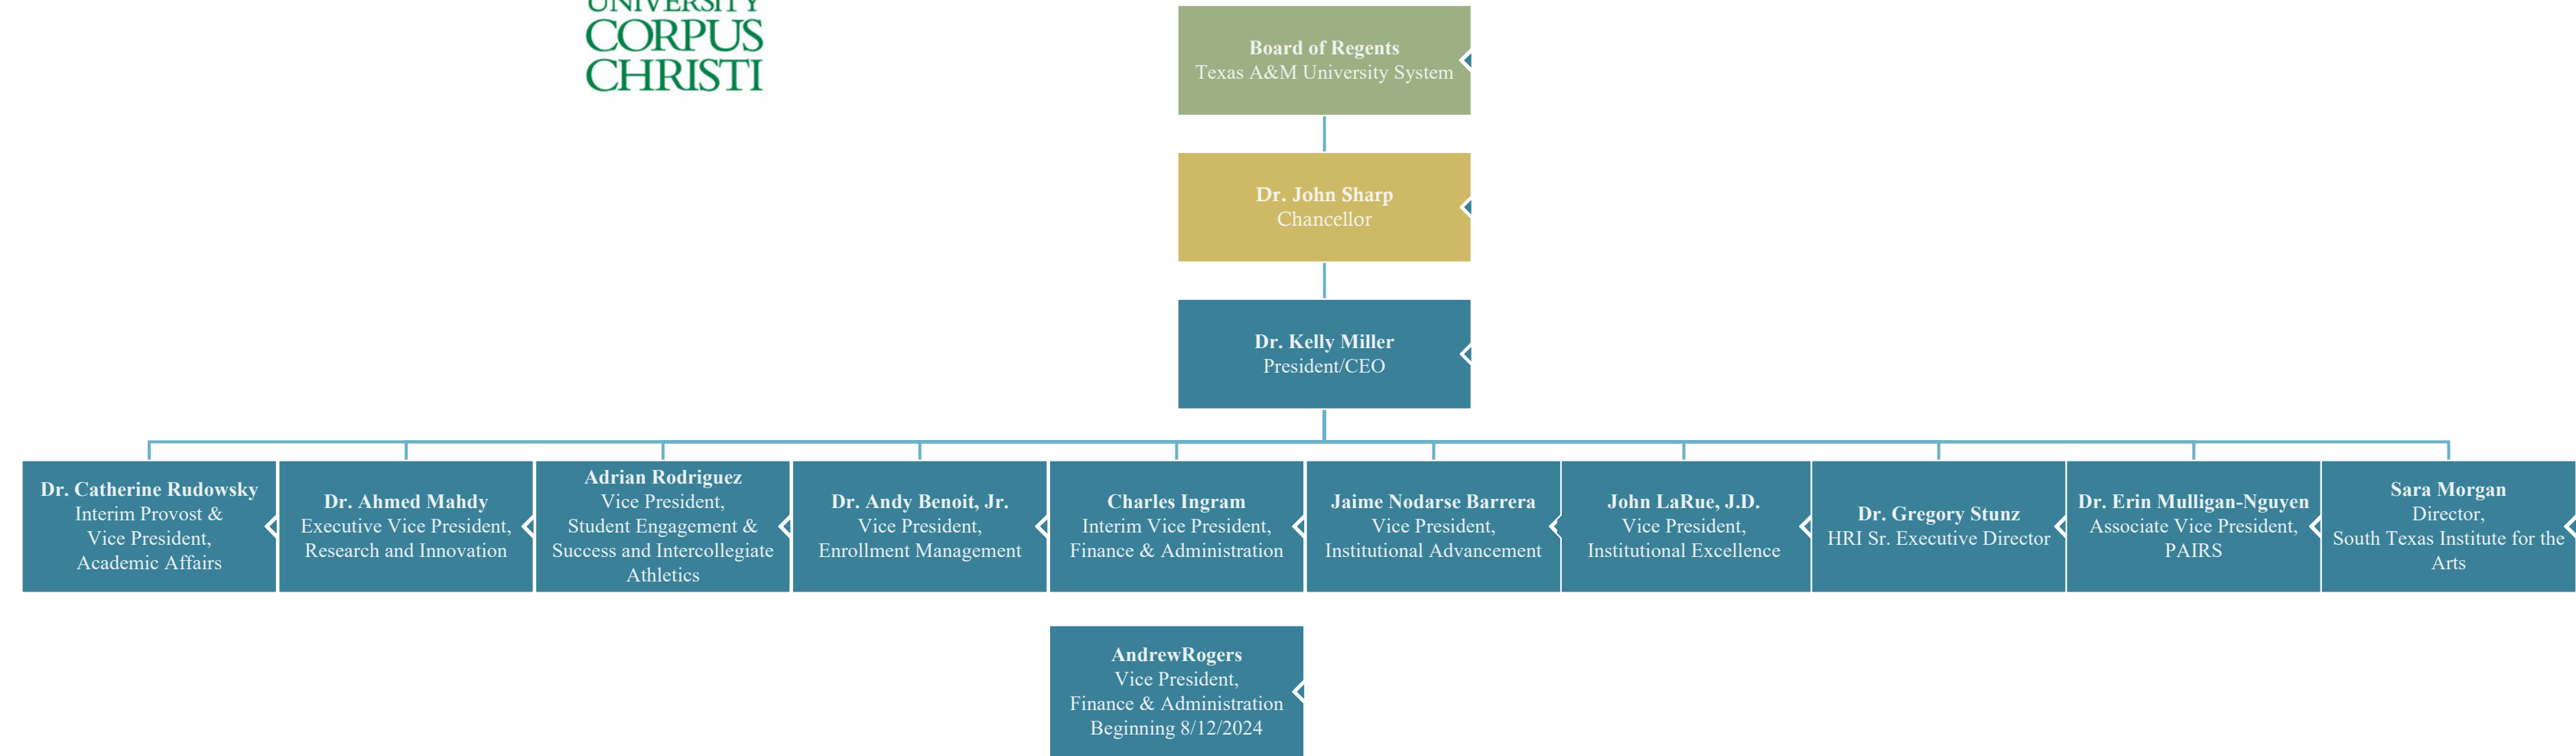 UNIVERSITY
CORPUS
CHRISTI
Board of Regents
Texas A&M University System
Dr. John Sharp
Chancellor
Dr. Kelly Miller
President/CEO
Dr. Catherine Rudowsky
Interim Provost &
Vice President,
Academic Affairs
Dr. Ahmed Mahdy
Executive Vice President,
Research and Innovation
Adrian Rodriguez
Vice President,
Student Engagement &
Success and Intercollegiate
Athletics
Dr. Andy Benoit, Jr.
Vice President,
Enrollment Management
Charles Ingram
Interim Vice President,
Finance & Administration
Jaime Nodarse Barrera
Vice President,
Institutional Advancement
John LaRue, J.D.
Vice President,
Institutional Excellence
Dr. Gregory Stunz
HRI Sr. Executive Director
Dr. Erin Mulligan-Nguyen
Associate Vice President,
PAIRS
Sara Morgan
Director,
South Texas Institute for the
Arts
AndrewRogers
Vice President,
Finance & Administration
Beginning 8/12/2024